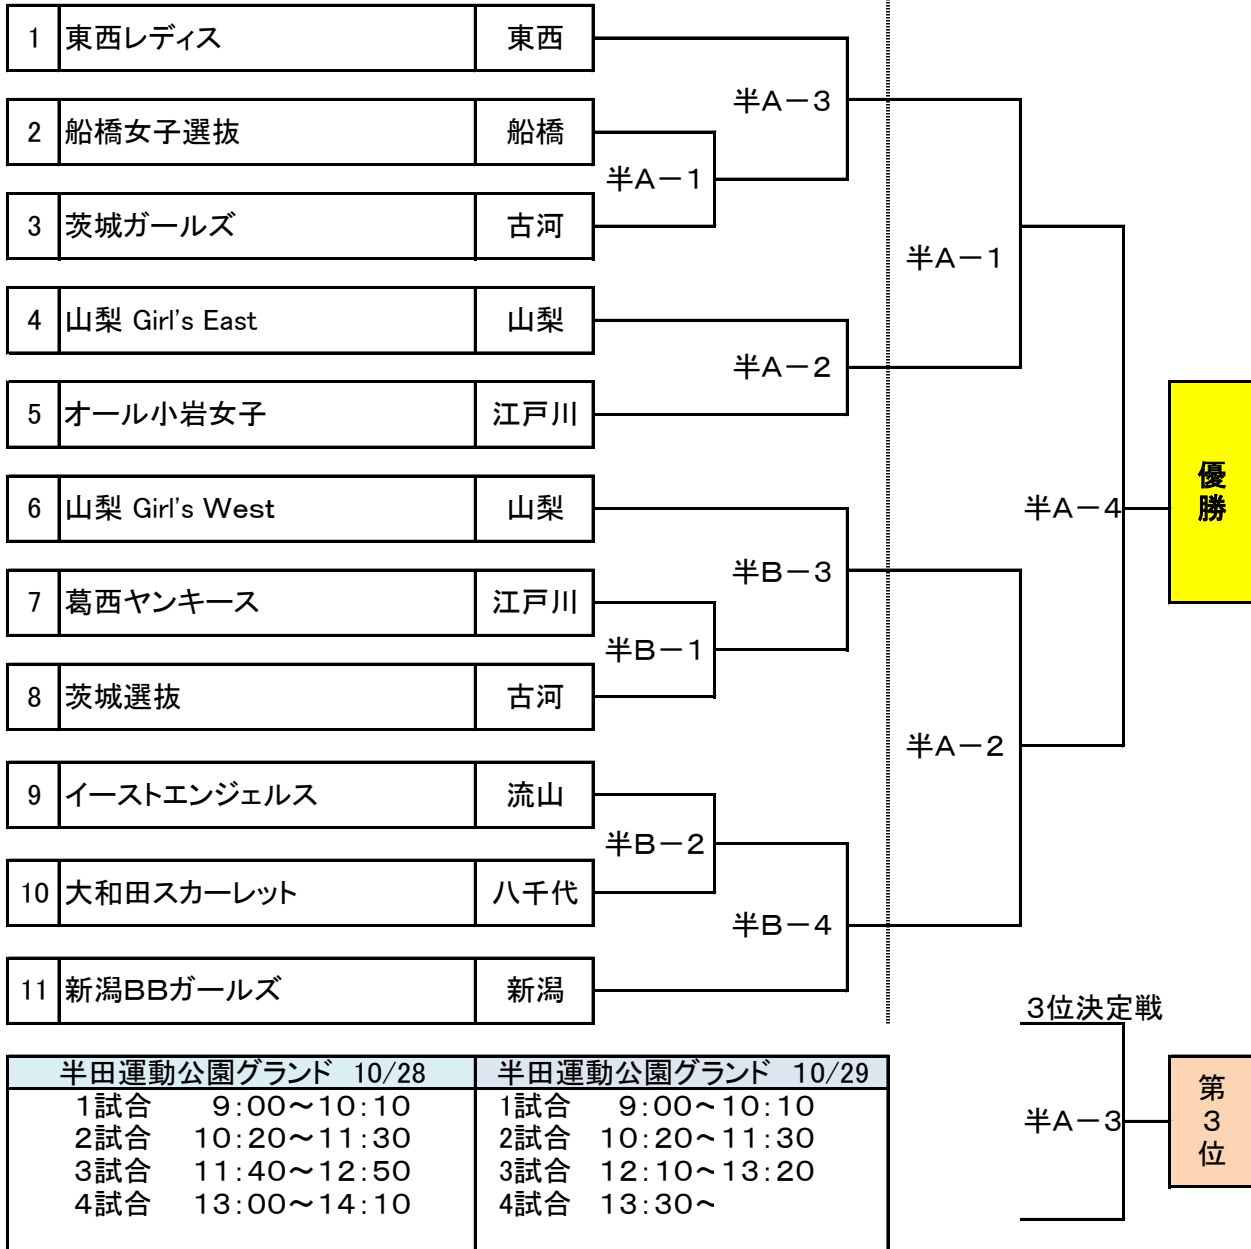 1 東西レディス 東西
半A－3
2 船橋女子選抜 船橋
半A－1
3 茨城ガールズ 古河
半A－1
4 山梨 Girl's East 山梨
半A－2
5 オール小岩女子 江戸川
優勝
6 山梨 Girl's West 山梨
半A－4
半B－3
7 葛西ヤンキース 江戸川
半B－1
8 茨城選抜 古河
半A－2
9 イーストエンジェルス 流山
半B－2
10 大和田スカーレット 八千代
半B－4
11 新潟BBガールズ 新潟
3位決定戦
半A－3
第3位
半田運動公園グランド 10/28
1試合 9:00～10:10
2試合 10:20～11:30
3試合 11:40～12:50
4試合 13:00～14:10
半田運動公園グランド 10/29
1試合 9:00～10:10
2試合 10:20～11:30
3試合 12:10～13:20
4試合 13:30～